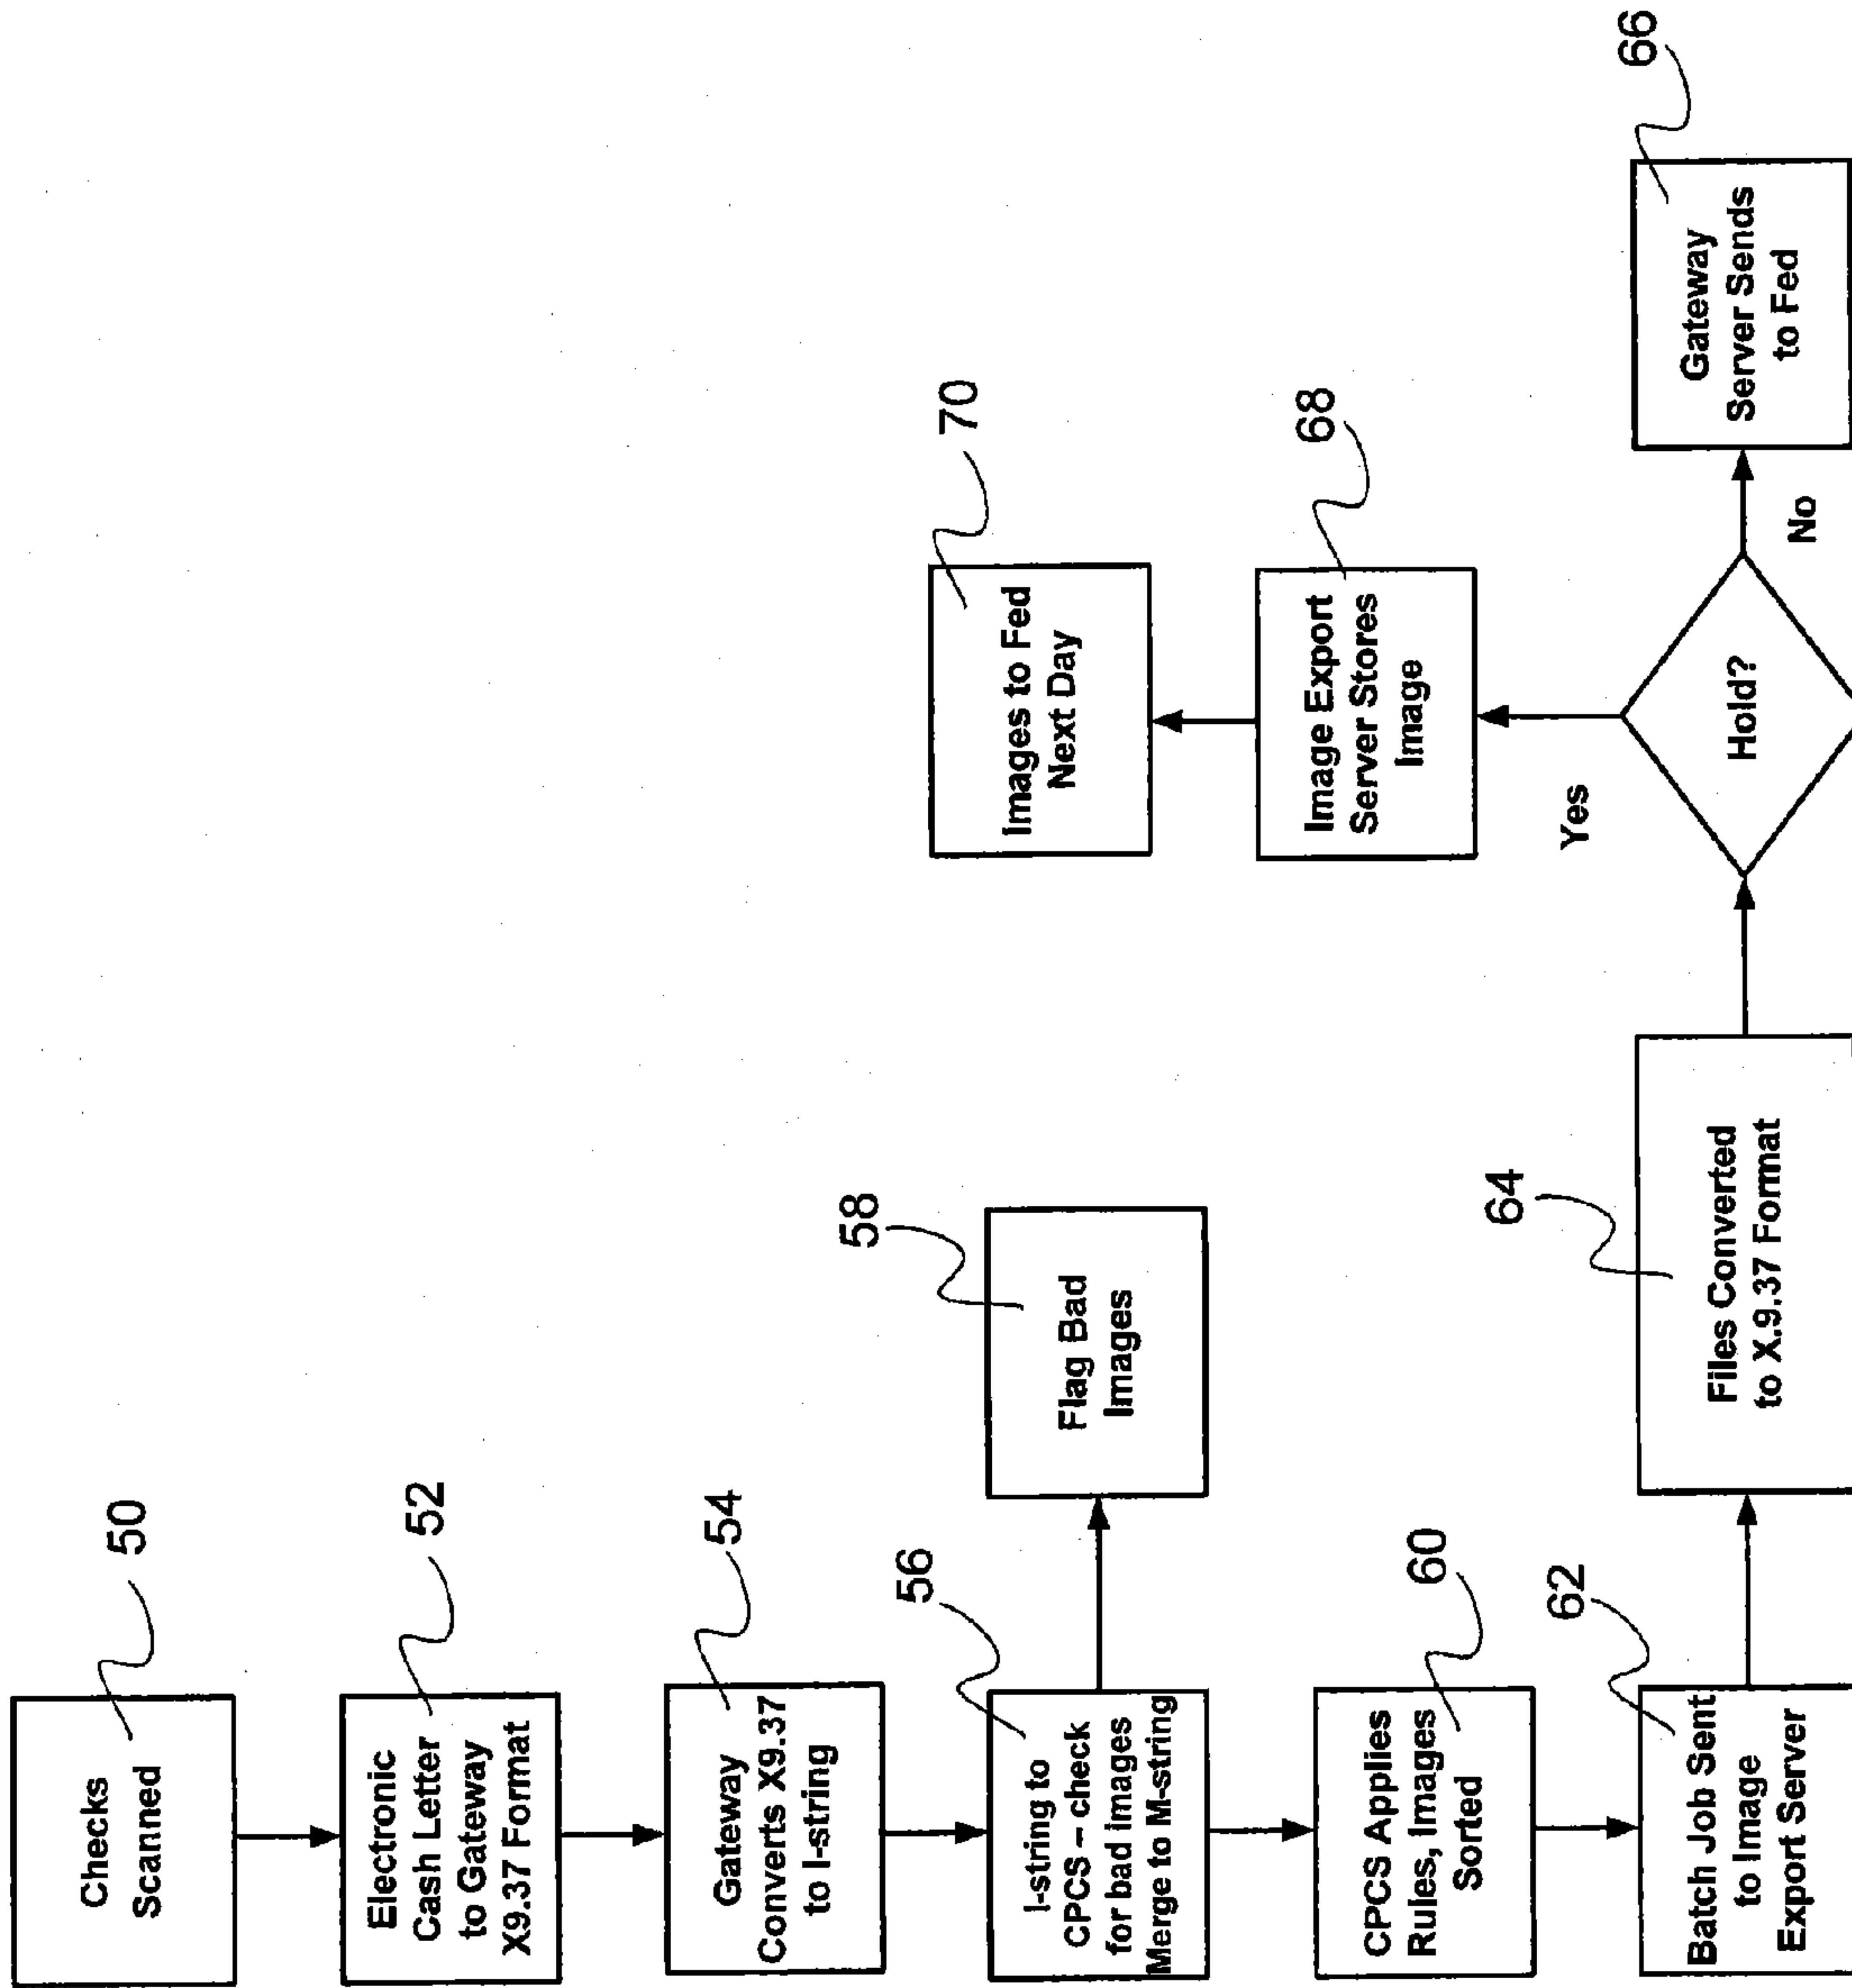 Checks
Scanned
50
Electronic
Cash Letter
to Gateway
X9.37 Format
52
Gateway
Converts X9.37
to I-string
54
I-string to
CPCS – check
for bad images
Merge to M-string
56
Flag Bad
Images
58
CPCS Applies
Rules, Images
Sorted
60
Batch Job Sent
to Image
Export Server
62
Files Converted
to X.9.37 Format
64
Hold?
Yes
No
Gateway
Server Sends
to Fed
66
Image Export
Server Stores
Image
68
Images to Fed
Next Day
70